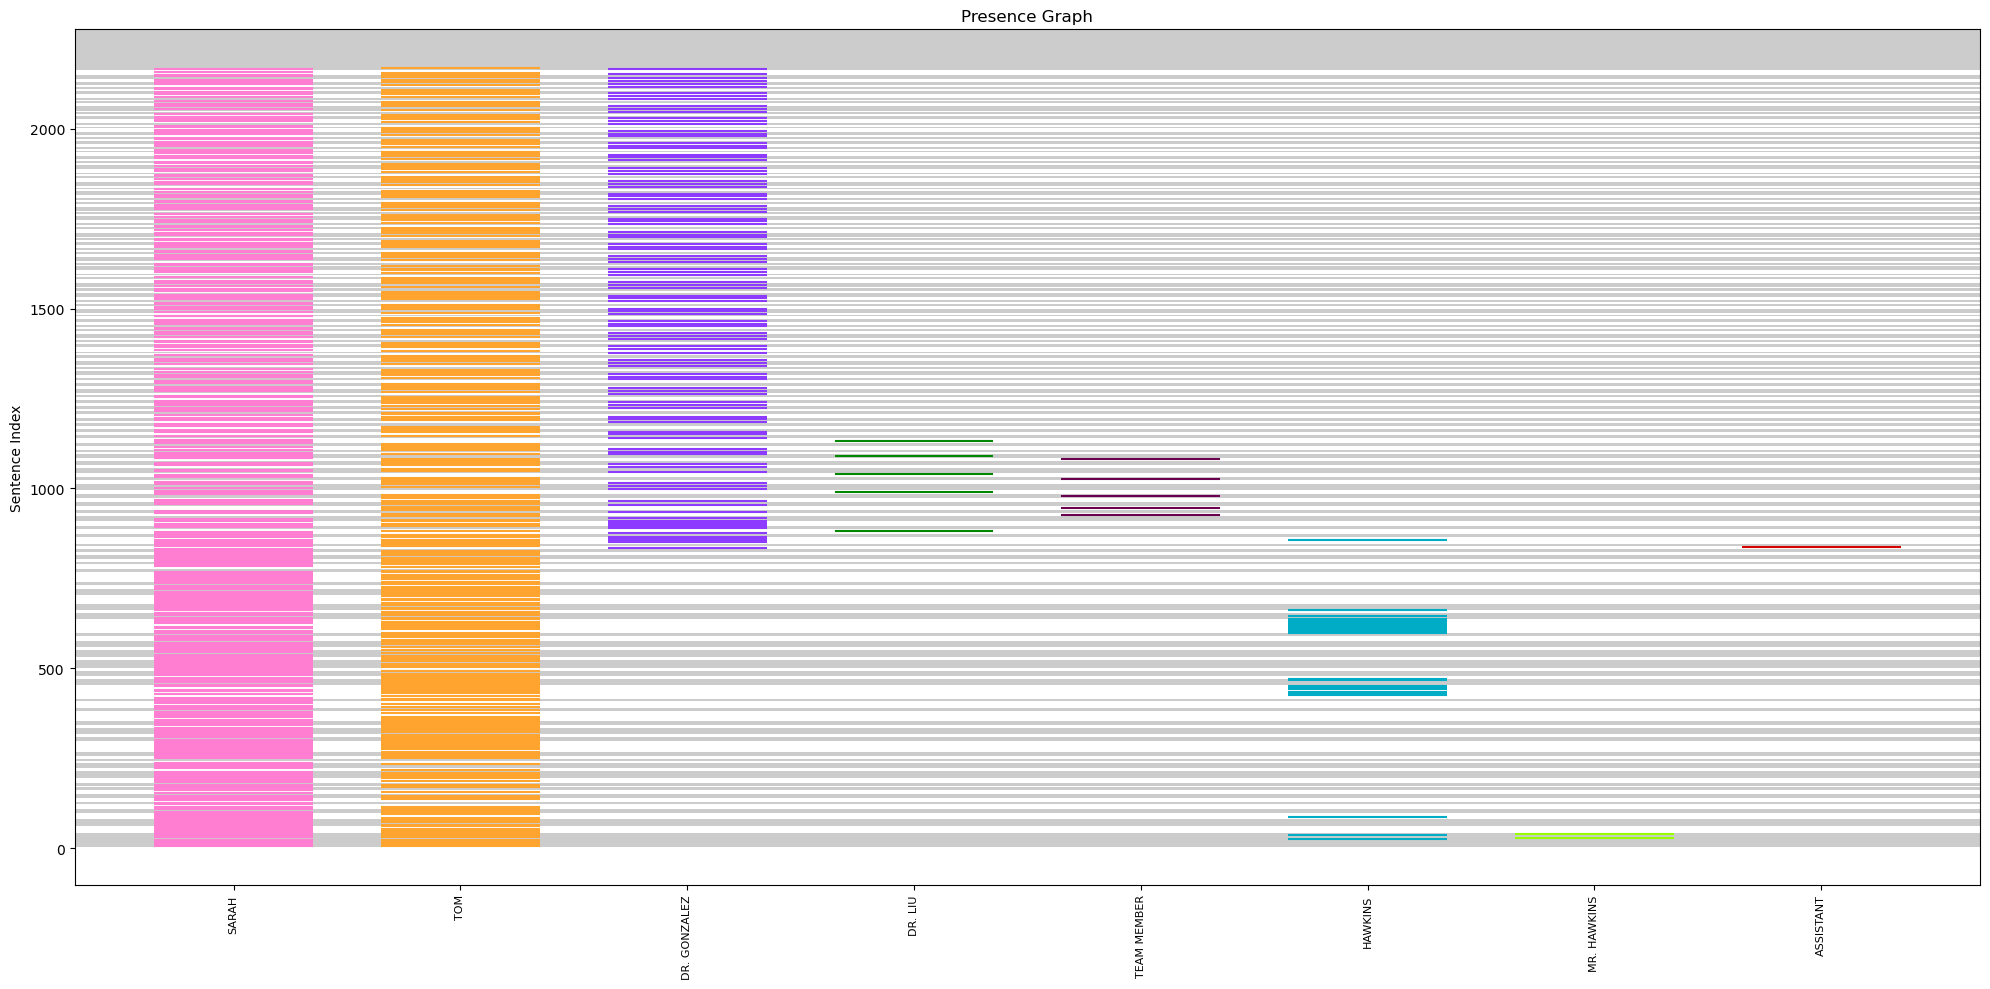 Presence Graph
Sentence Index
2000
1500
1000
500
0
SARAH
TOM
DR. GONZALEZ
DR. LIU
TEAM MEMBER
HAWKINS
MR. HAWKINS
ASSISTANT